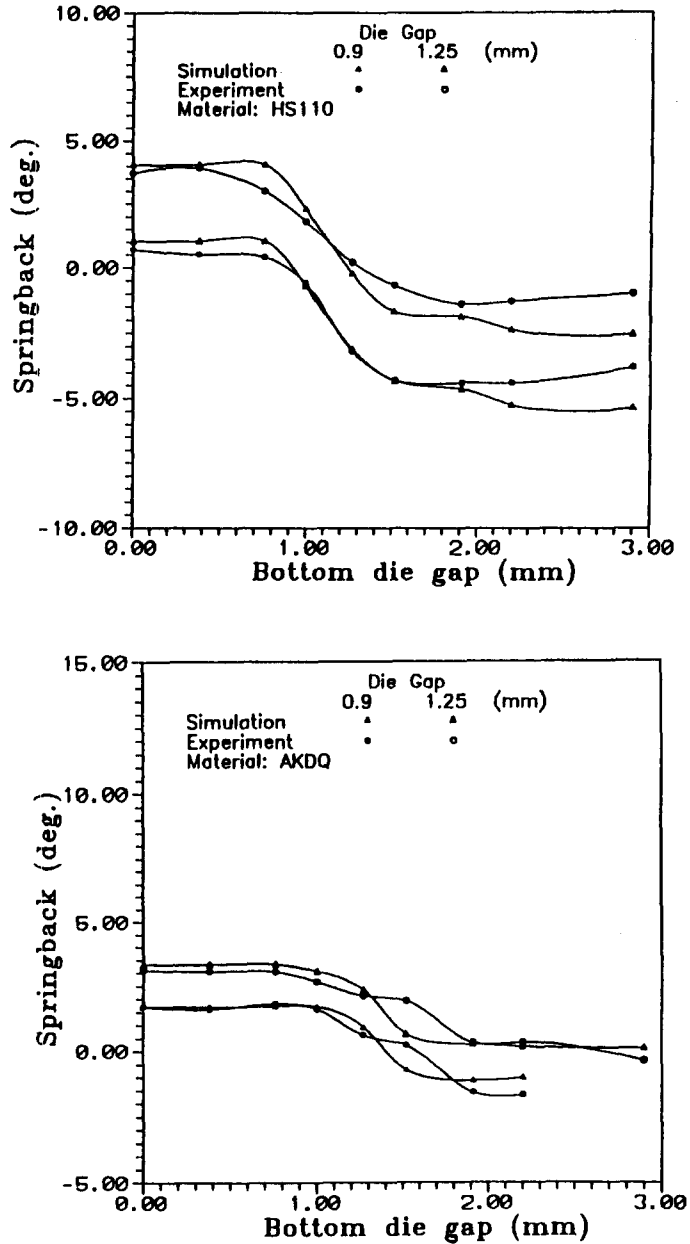 10.00
5.00
0.00
-5.00
-10.00
Springback (deg.)
Die Gap
0.9 1.25 (mm)
Simulation
Experiment
Material: HS110
0.00 1.00 2.00 3.00
Bottom die gap (mm)
15.00
10.00
5.00
0.00
-5.00
Springback (deg.)
Die Gap
0.9 1.25 (mm)
Simulation
Experiment
Material: AKDQ
0.00 1.00 2.00 3.00
Bottom die gap (mm)